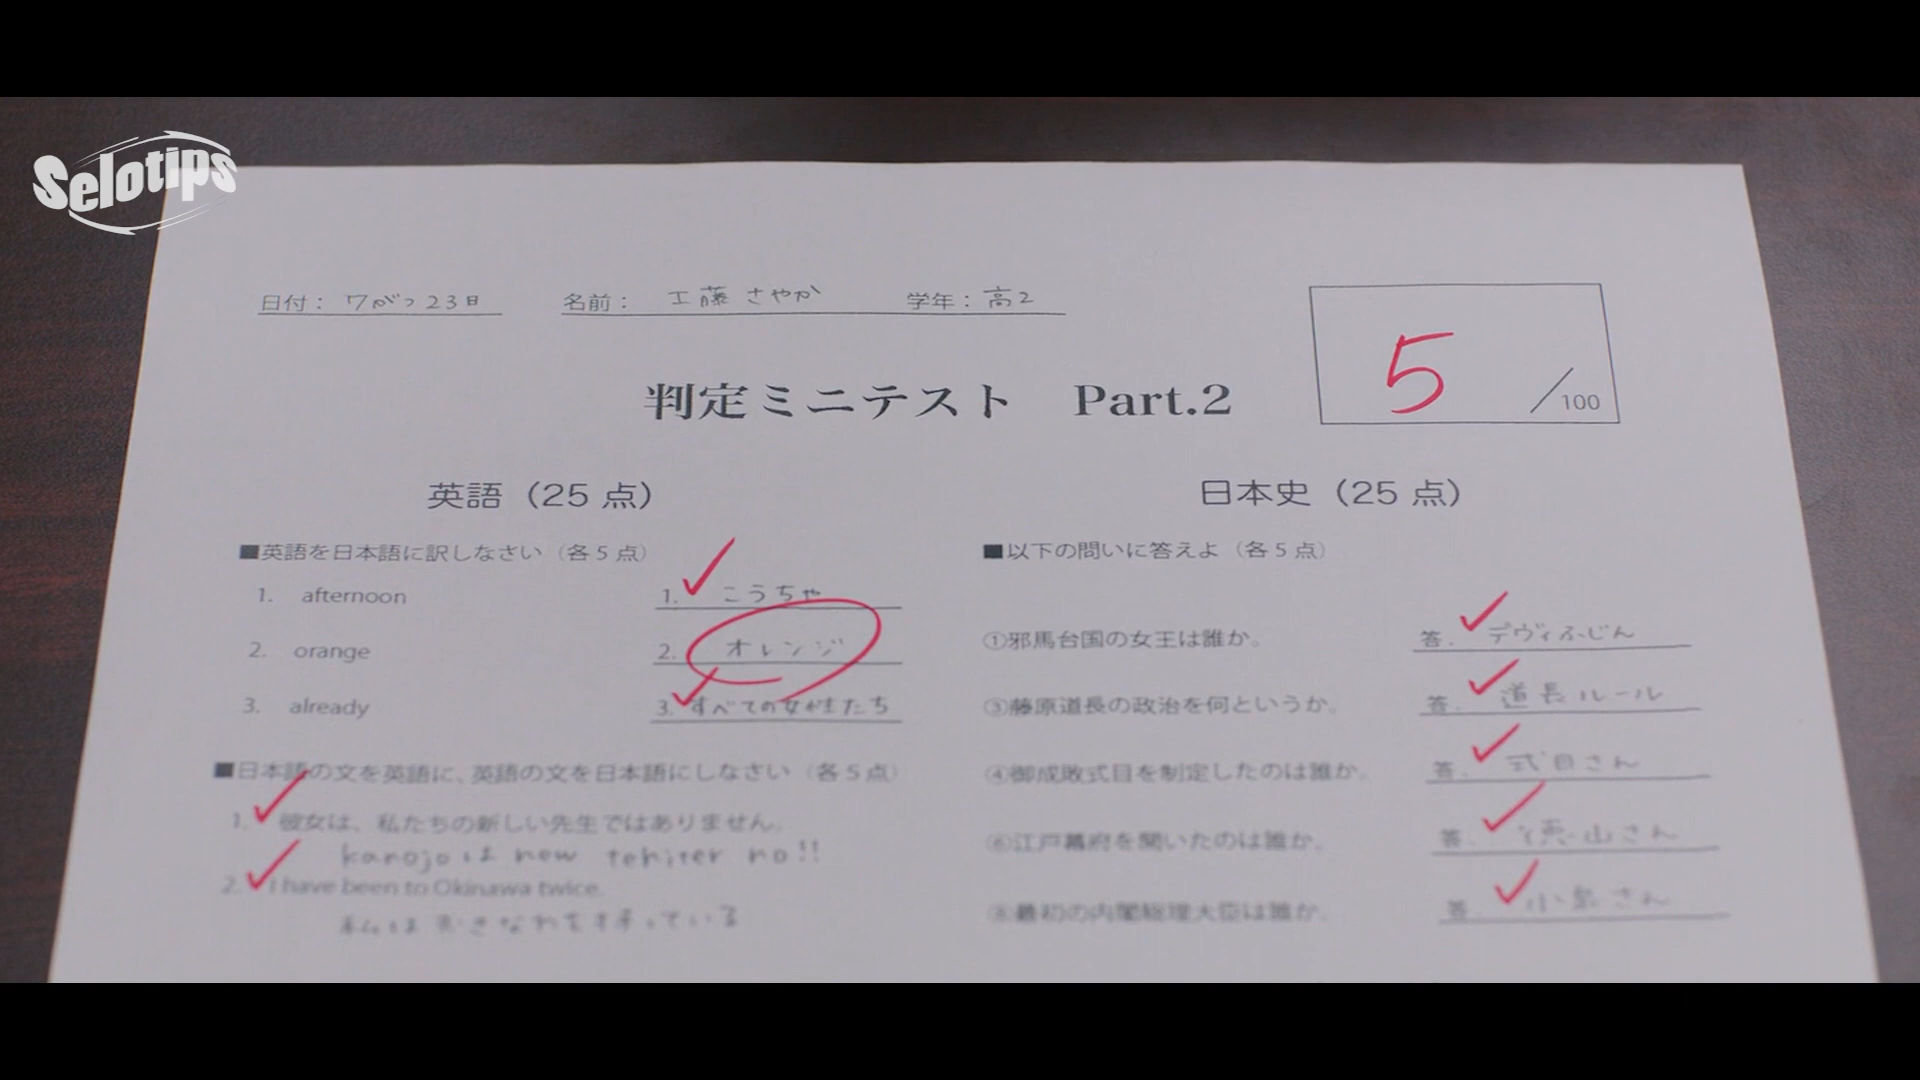 Selotips
日付： 7がつ23日 名前： 工藤 さやか 学年： 高2
5 /100
判定ミニテスト Part.2
英語（25 点）
■英語を日本語に訳しなさい（各5点）
1. afternoon 1. こうちゃ
2. orange 2. オレンジ
3. already 3. すべての女性たち
■日本語の文を英語に、英語の文を日本語にしなさい（各5点）
1. 彼女は、私たちの新しい先生ではありません。
kanojo は new tehiter no!!
2. I have been to Okinawa twice.
私は おきなわを持っている
日本史（25 点）
■以下の問いに答えよ（各5点）
①邪馬台国の女王は誰か。 答． デヴィふじん
③藤原道長の政治を何というか。 答． 道長ルール
④御成敗式目を制定したのは誰か。 答． 式目さん
⑥江戸幕府を開いたのは誰か。 答． 徳山さん
⑧最初の内閣総理大臣は誰か。 答． 小泉さん